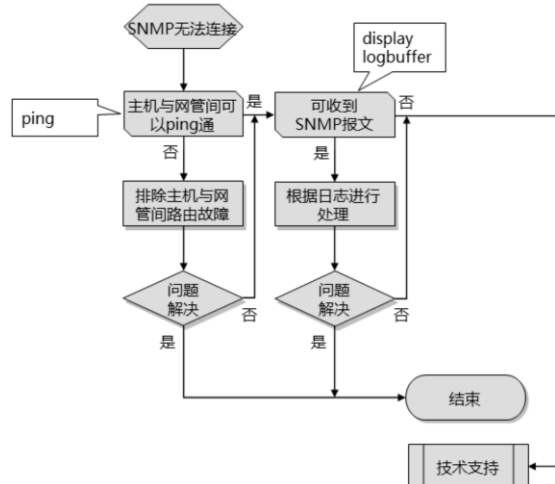 SNMP无法连接
display
logbuffer
ping
主机与网管间可
以ping通
是
可收到
SNMP报文
否
否
是
排除主机与网
管间路由故障
根据日志进行
处理
问题
解决
否
问题
解决
否
是
是
结束
技术支持